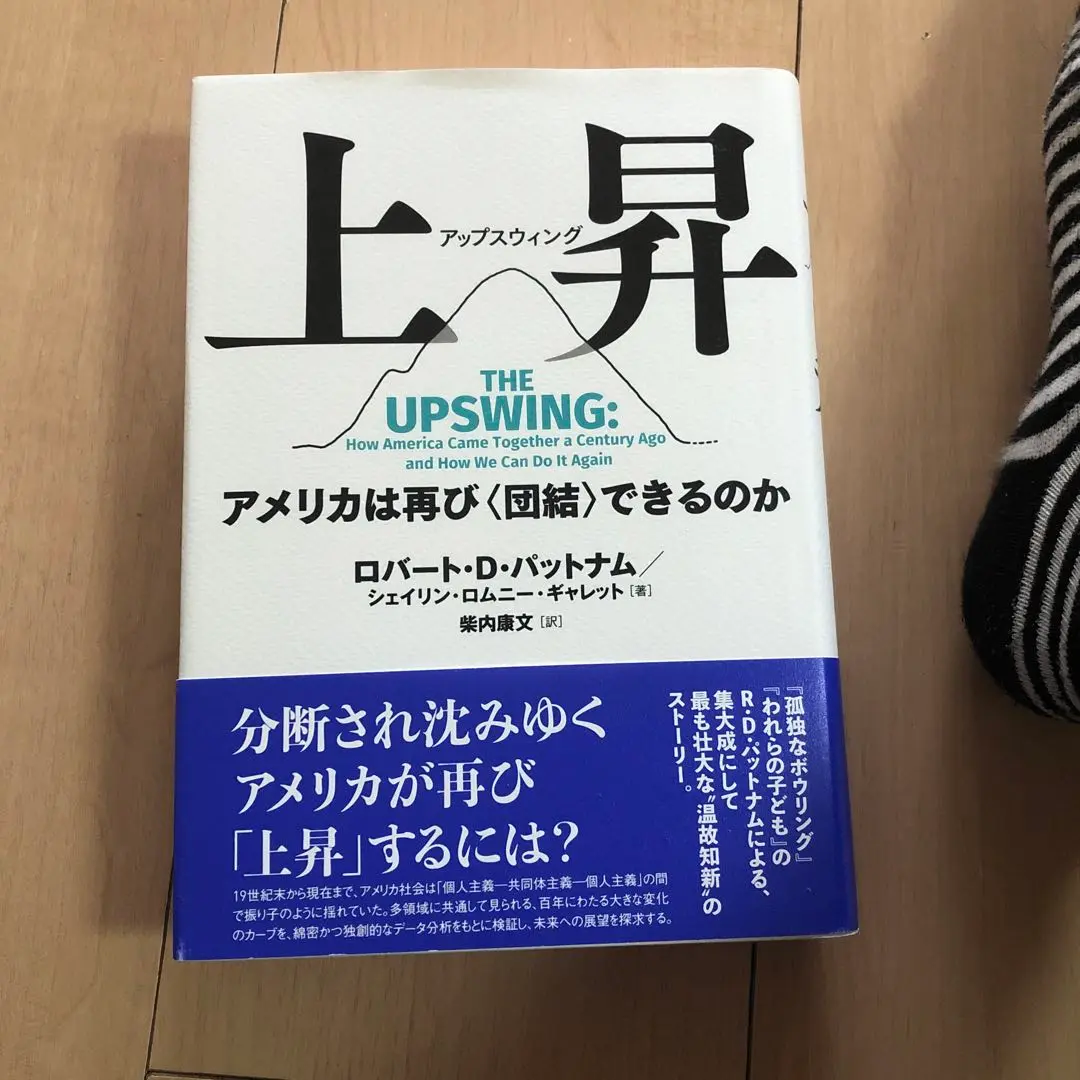 上昇
アップスウィング
THE
UPSWING:
How America Came Together a Century Ago
and How We Can Do It Again
アメリカは再び〈団結〉できるのか
ロバート・D・パットナム／
シェイリン・ロムニー・ギャレット［著］
柴内康文［訳］
『孤独なボウリング』
『われらの子ども』の
R・D・パットナムによる、
集大成にして
最も壮大な〝温故知新〟の
ストーリー。
分断され沈みゆく
アメリカが再び
「上昇」するには？
19世紀末から現在まで、アメリカ社会は「個人主義―共同体主義―個人主義」の間
で振り子のように揺れていた。多領域に共通して見られる、百年にわたる大きな変化
のカーブを、綿密かつ独創的なデータ分析をもとに検証し、未来への展望を探求する。